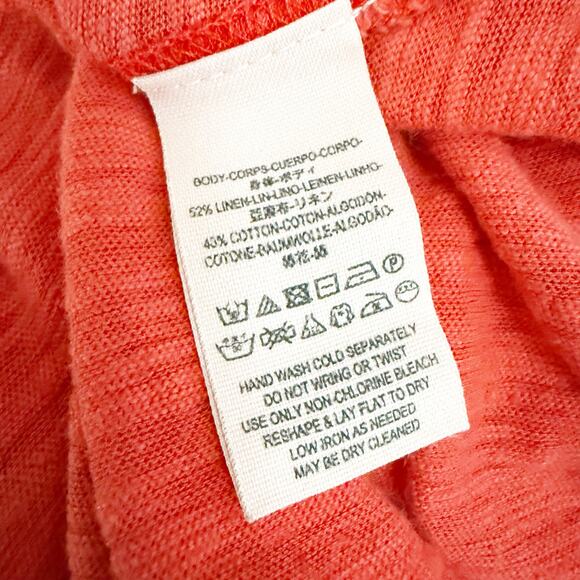 BODY-CORPS-CUERPO-CORPO-
身体-ボディ
52% LINEN-LIN-LINO-LEINEN-LINHO-
亚麻布-リネン
COTTON-COTON-ALGODON-
COTONE-BAUMWOLLE-ALGODÃO-
棉花-綿
HAND WASH COLD SEPARATELY
DO NOT WRING OR TWIST
USE ONLY NON-CHLORINE BLEACH
RESHAPE & LAY FLAT TO DRY
LOW IRON AS NEEDED
MAY BE DRY CLEANED